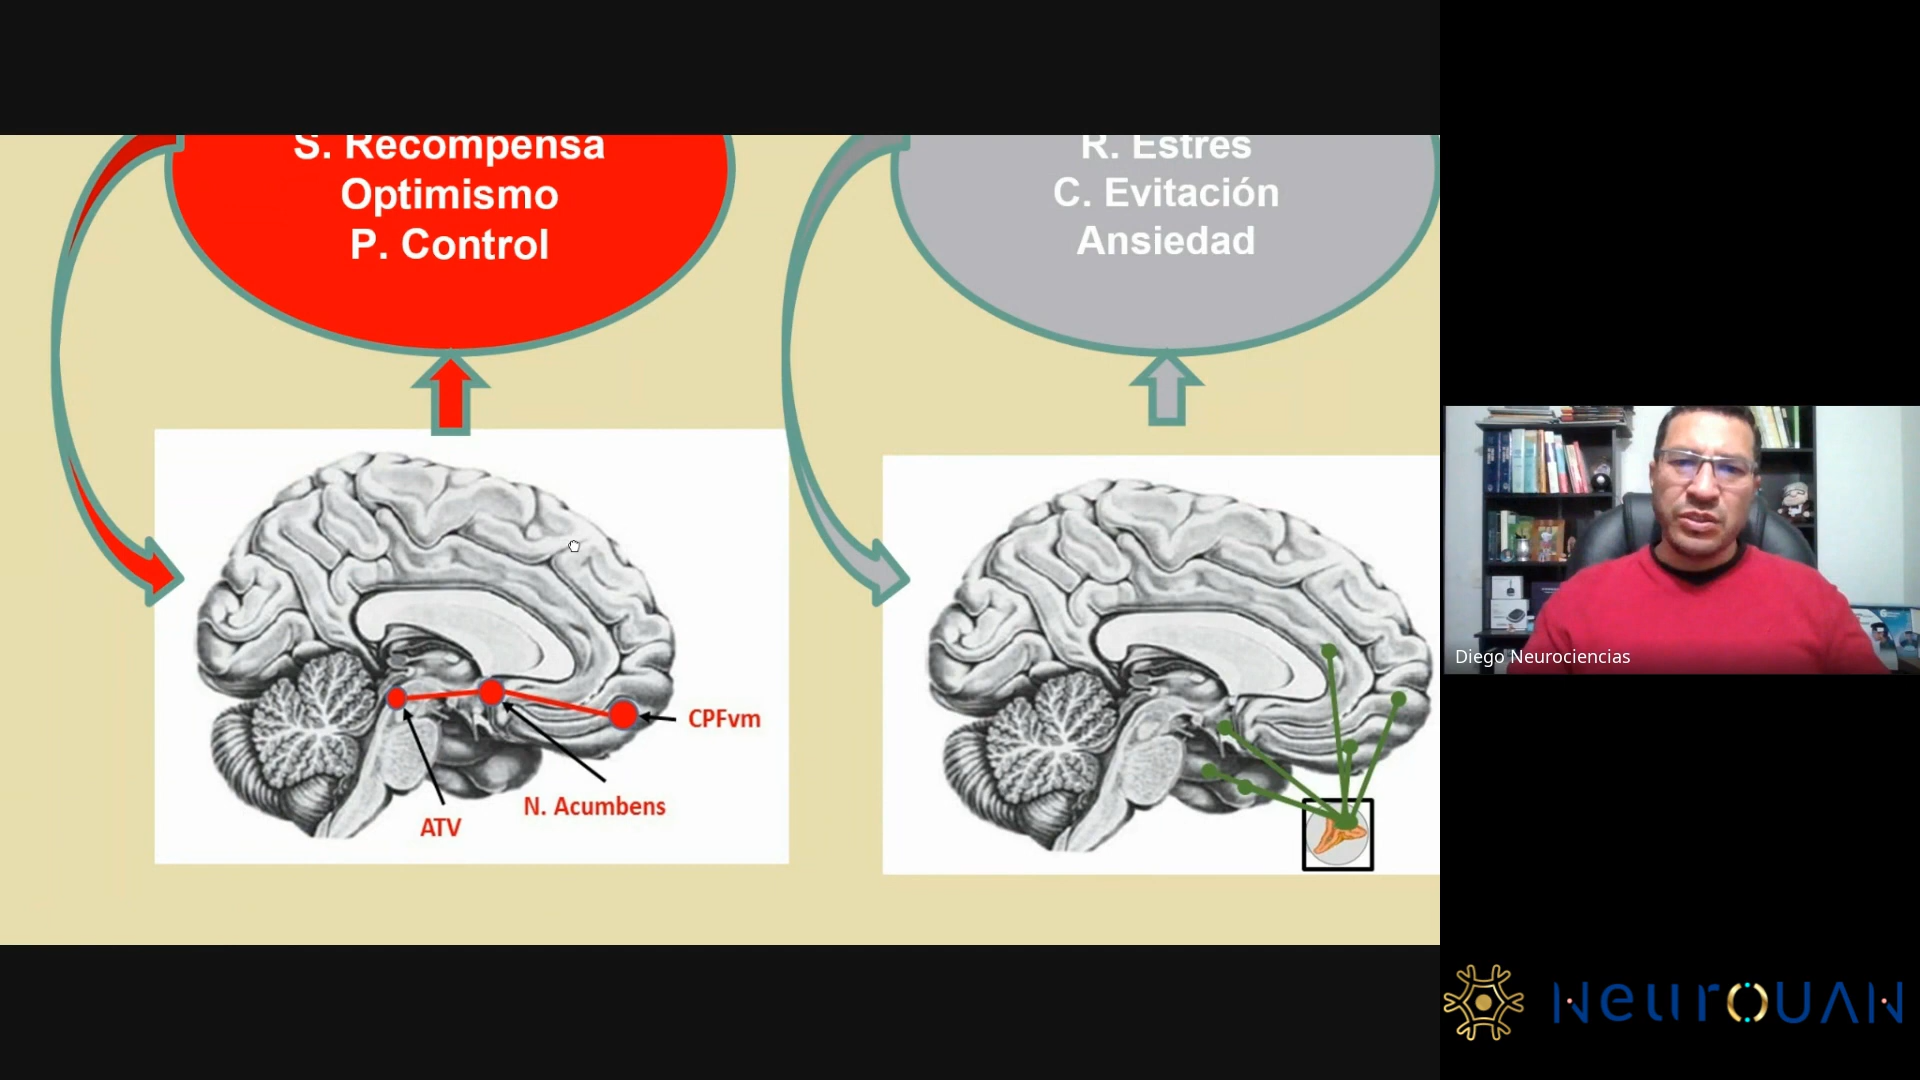 S. Recompensa
Optimismo
P. Control
R. Estres
C. Evitación
Ansiedad
CPFvm
N. Acumbens
ATV
Diego Neurociencias
NeurOUAN